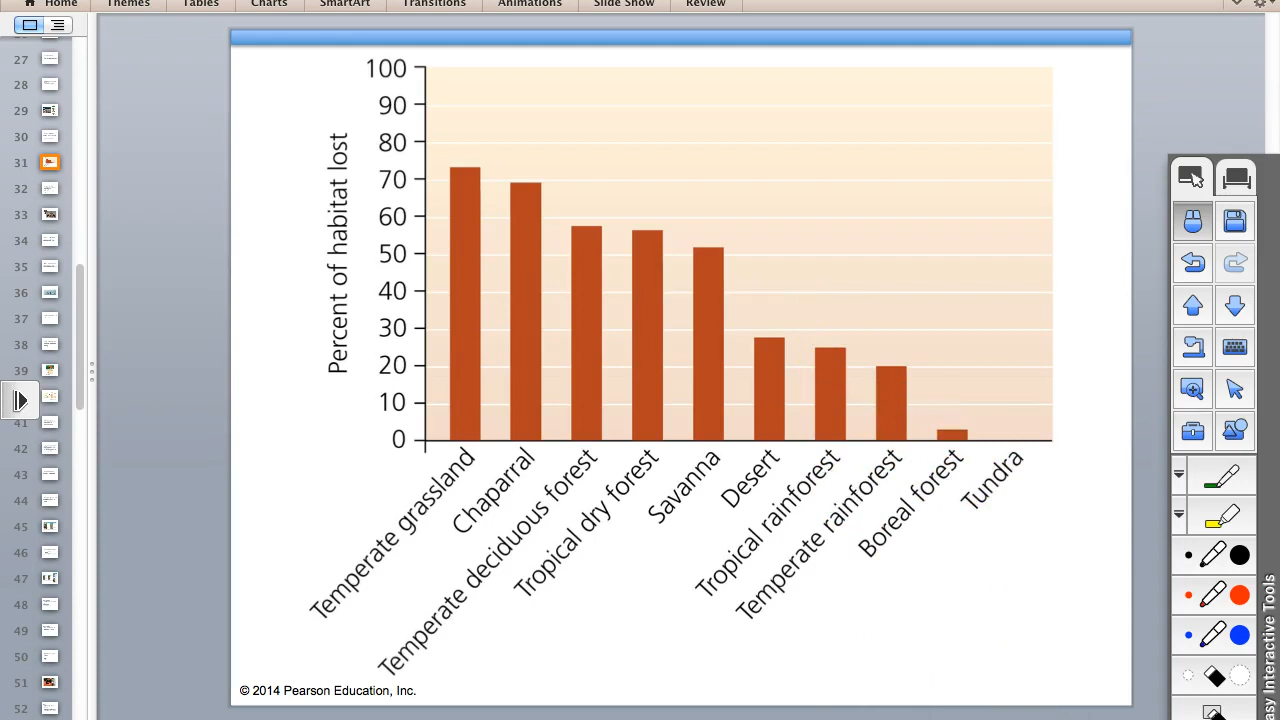 Home Themes Tables Charts SmartArt Transitions Animations Slide Show Review
27
28
29
30
31
32
33
34
35
36
37
38
39
41
42
43
44
45
46
47
48
49
50
51
52
Percent of habitat lost
100
90
80
70
60
50
40
30
20
10
0
Temperate grassland
Chaparral
Temperate deciduous forest
Tropical dry forest
Savanna
Desert
Tropical rainforest
Temperate rainforest
Boreal forest
Tundra
© 2014 Pearson Education, Inc.
Interactive Tools